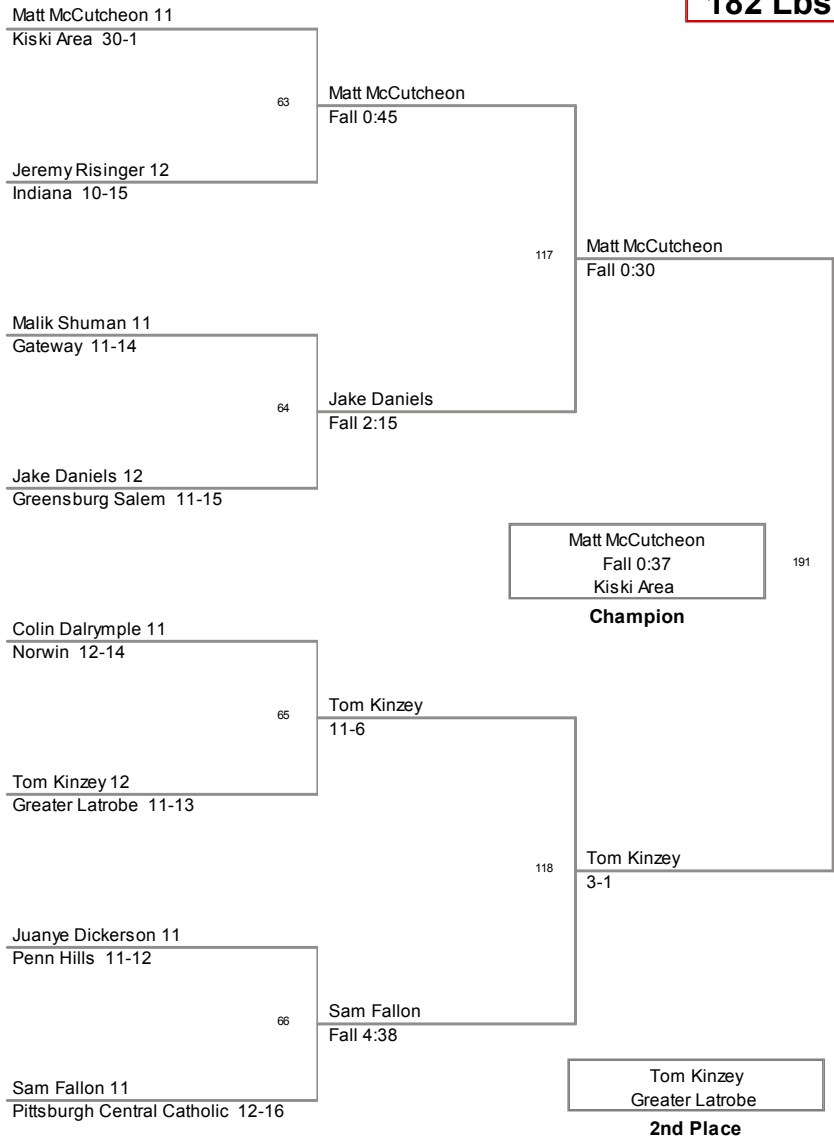 182 Lbs
Matt McCutcheon 11
Kiski Area 30-1
63
Matt McCutcheon
Fall 0:45
Jeremy Risinger 12
Indiana 10-15
117
Matt McCutcheon
Fall 0:30
Malik Shuman 11
Gateway 11-14
64
Jake Daniels
Fall 2:15
Jake Daniels 12
Greensburg Salem 11-15
Matt McCutcheon
Fall 0:37
Kiski Area
191
Champion
Colin Dalrymple 11
Norwin 12-14
65
Tom Kinzey
11-6
Tom Kinzey 12
Greater Latrobe 11-13
118
Tom Kinzey
3-1
Juanye Dickerson 11
Penn Hills 11-12
66
Sam Fallon
Fall 4:38
Sam Fallon 11
Pittsburgh Central Catholic 12-16
Tom Kinzey
Greater Latrobe
2nd Place